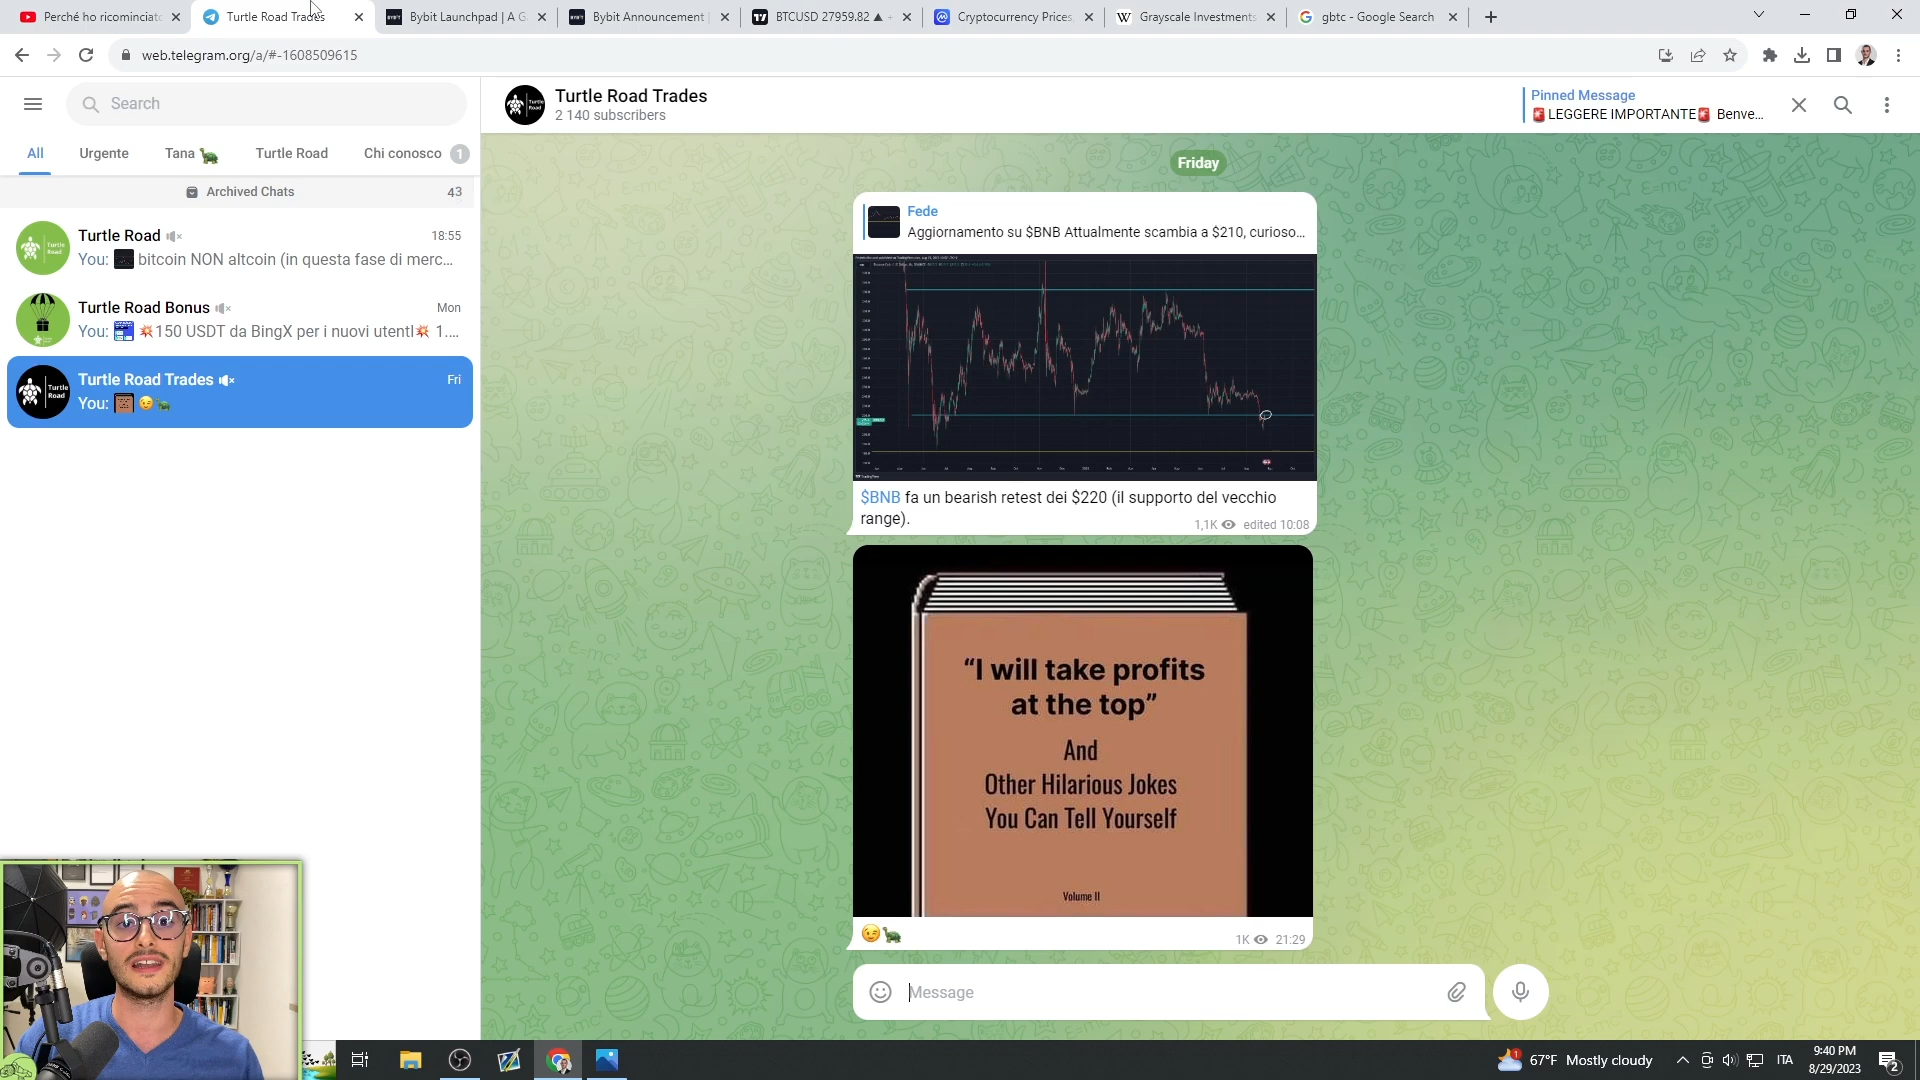 Perché ho ricominciato
Turtle Road Trades
Bybit Launchpad | A G
Bybit Announcement |
BTCUSD 27959.82 ▲
Cryptocurrency Prices,
Grayscale Investments
gbtc - Google Search
web.telegram.org/a/#-1608509615
Search
All
Urgente
Tana 🐢
Turtle Road
Chi conosco 1
Archived Chats
43
Turtle Road
18:55
You: bitcoin NON altcoin (in questa fase di merc...
Turtle Road Bonus
Mon
You: 💥150 USDT da BingX per i nuovi utentI💥 1....
Turtle Road Trades
Fri
You: 😉🐢
Turtle Road Trades
2 140 subscribers
Pinned Message
🚨LEGGERE IMPORTANTE🚨 Benve...
Friday
Fede
Aggiornamento su $BNB Attualmente scambia a $210, curioso...
$BNB fa un bearish retest dei $220 (il supporto del vecchio
range).
1,1K edited 10:08
“I will take profits
at the top”
And
Other Hilarious Jokes
You Can Tell Yourself
Volume II
😉🐢
1K 21:29
Message
67°F Mostly cloudy
ITA
9:40 PM
8/29/2023
2